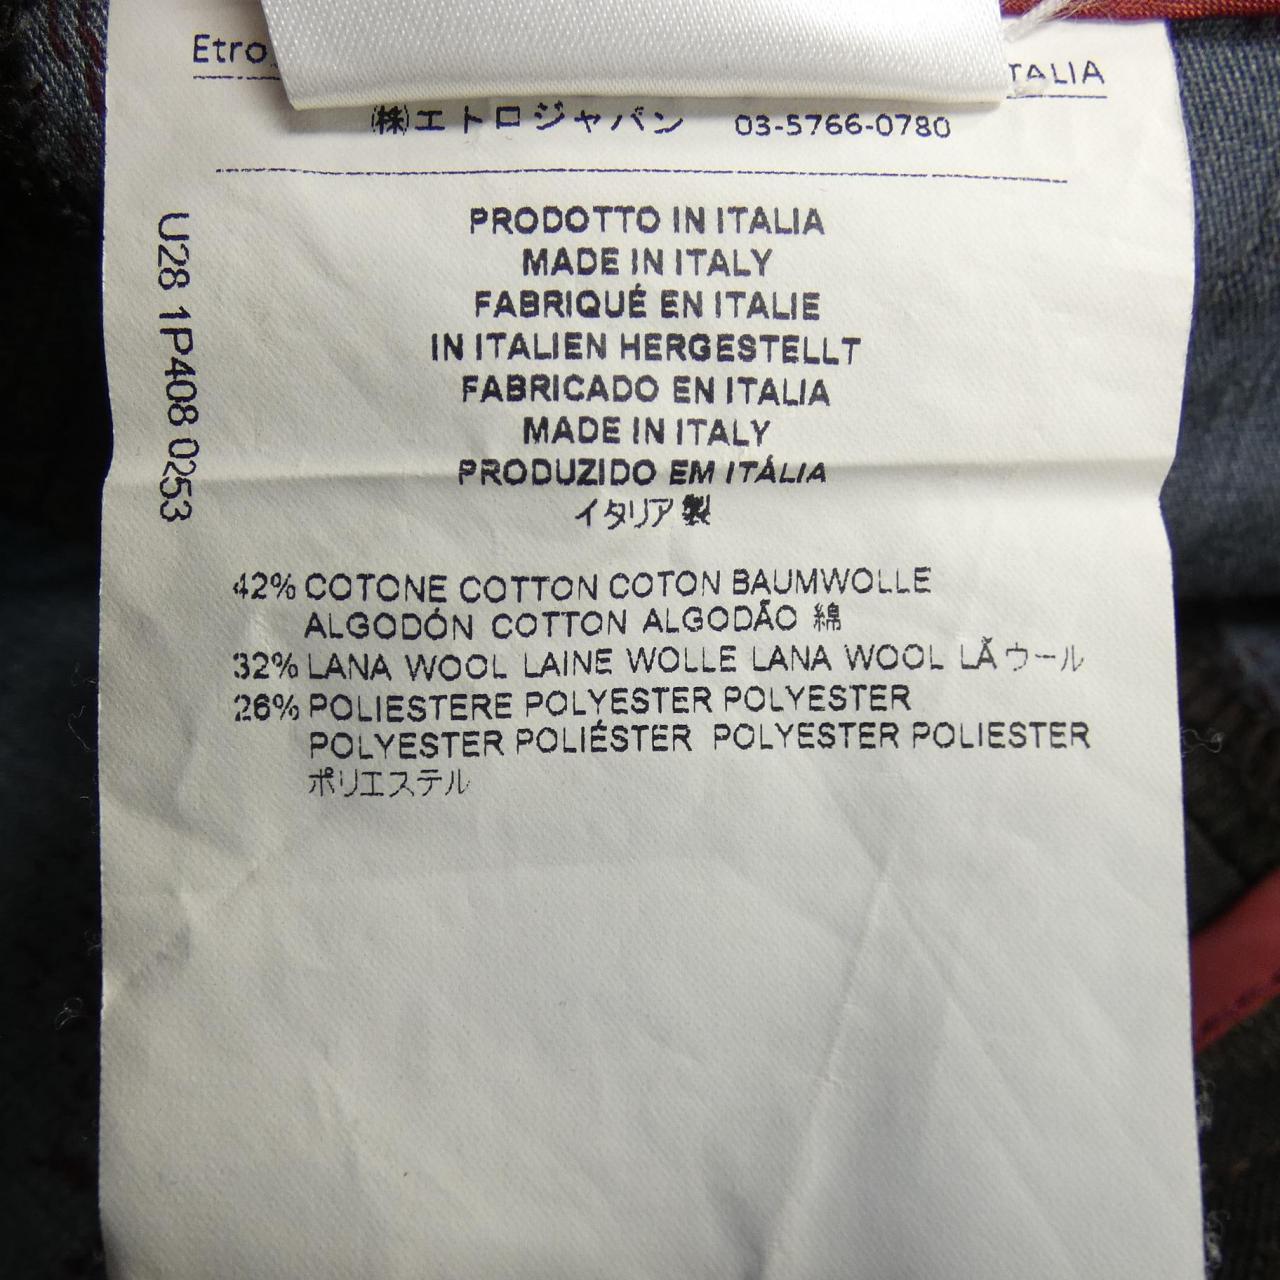 Etro
ITALIA
㈱エトロジャパン 03-5766-0780
U28 1P408 0253
PRODOTTO IN ITALIA
MADE IN ITALY
FABRIQUÉ EN ITALIE
IN ITALIEN HERGESTELLT
FABRICADO EN ITALIA
MADE IN ITALY
PRODUZIDO EM ITÁLIA
イタリア製
42% COTONE COTTON COTON BAUMWOLLE
ALGODÓN COTTON ALGODÃO 綿
32% LANA WOOL LAINE WOLLE LANA WOOL LÃ ウール
26% POLIESTERE POLYESTER POLYESTER
POLYESTER POLIÉSTER POLYESTER POLIESTER
ポリエステル